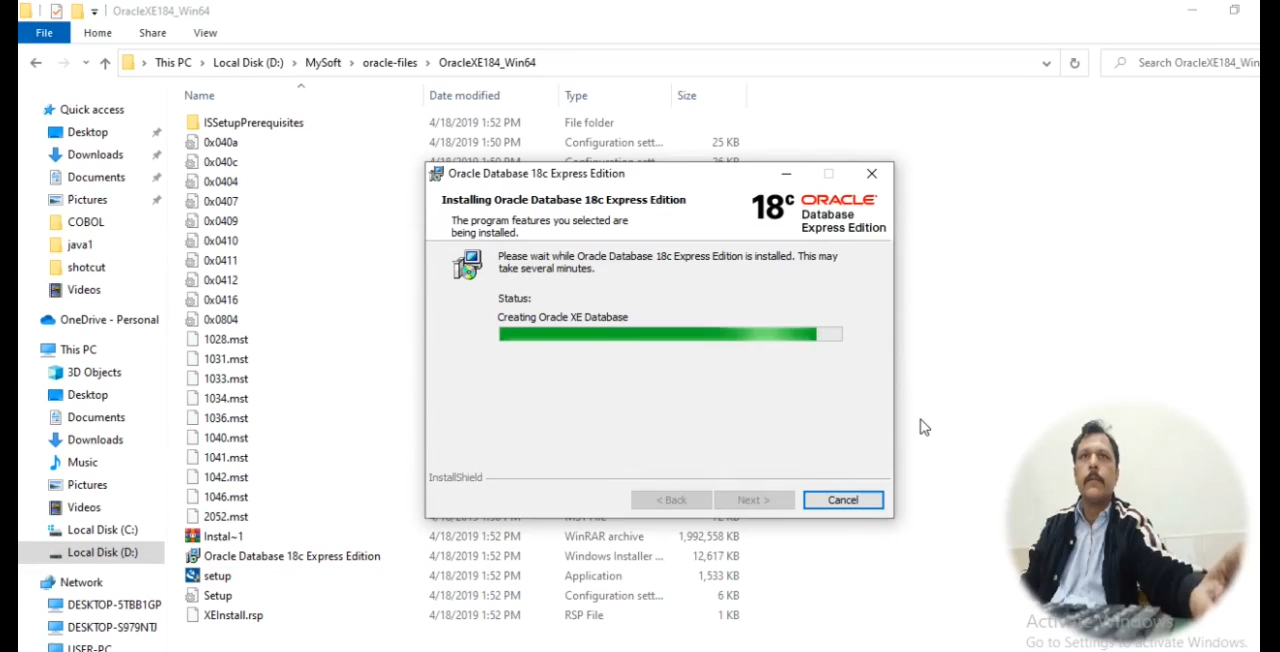 OracleXE184_Win64
File Home Share View
This PC Local Disk (D:) MySoft oracle-files OracleXE184_Win64
Search OracleXE184_Win
Name Date modified Type Size
Quick access
Desktop
Downloads
Documents
Pictures
COBOL
java1
shotcut
Videos
OneDrive - Personal
This PC
3D Objects
Desktop
Documents
Downloads
Music
Pictures
Videos
Local Disk (C:)
Local Disk (D:)
Network
DESKTOP-5TBB1GP
DESKTOP-S979NTJ
USER-PC
ISSetupPrerequisites 4/18/2019 1:52 PM File folder
0x040a 4/18/2019 1:50 PM Configuration sett... 25 KB
0x040c 4/18/2019 1:50 PM Configuration sett... 26 KB
0x0404
0x0407
0x0409
0x0410
0x0411
0x0412
0x0416
0x0804
1028.mst
1031.mst
1033.mst
1034.mst
1036.mst
1040.mst
1041.mst
1042.mst
1046.mst
2052.mst
Instal~1 4/18/2019 1:52 PM WinRAR archive 1,992,558 KB
Oracle Database 18c Express Edition 4/18/2019 1:52 PM Windows Installer ... 12,617 KB
setup 4/18/2019 1:52 PM Application 1,533 KB
Setup 4/18/2019 1:52 PM Configuration sett... 6 KB
XEInstall.rsp 4/18/2019 1:52 PM RSP File 1 KB
Oracle Database 18c Express Edition
Installing Oracle Database 18c Express Edition
The program features you selected are
being installed.
18c ORACLE
Database
Express Edition
Please wait while Oracle Database 18c Express Edition is installed. This may
take several minutes.
Status:
Creating Oracle XE Database
InstallShield
< Back Next > Cancel
Activate Windows
Go to Settings to activate Windows.